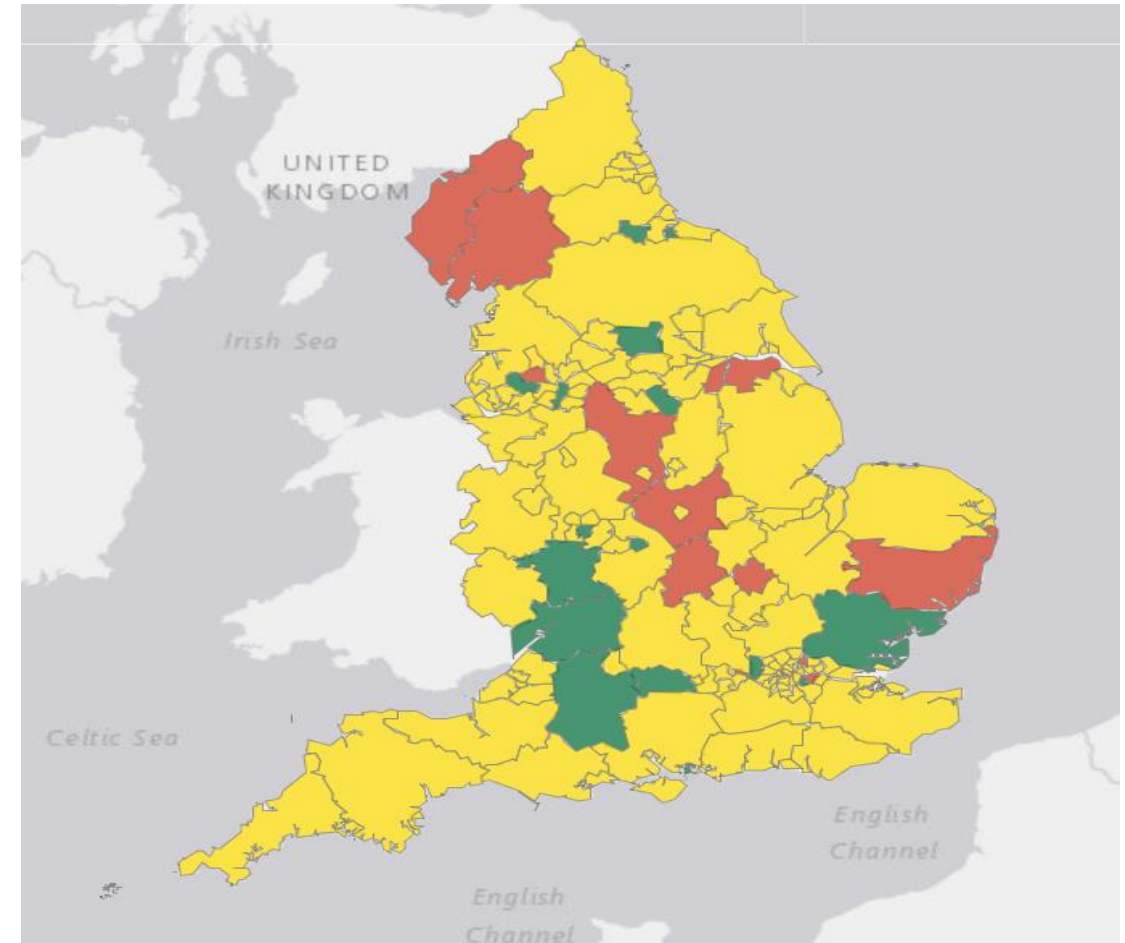 UNITED
KINGDOM
Irish Sea
Celtic Sea
English
Channel
English
Channel